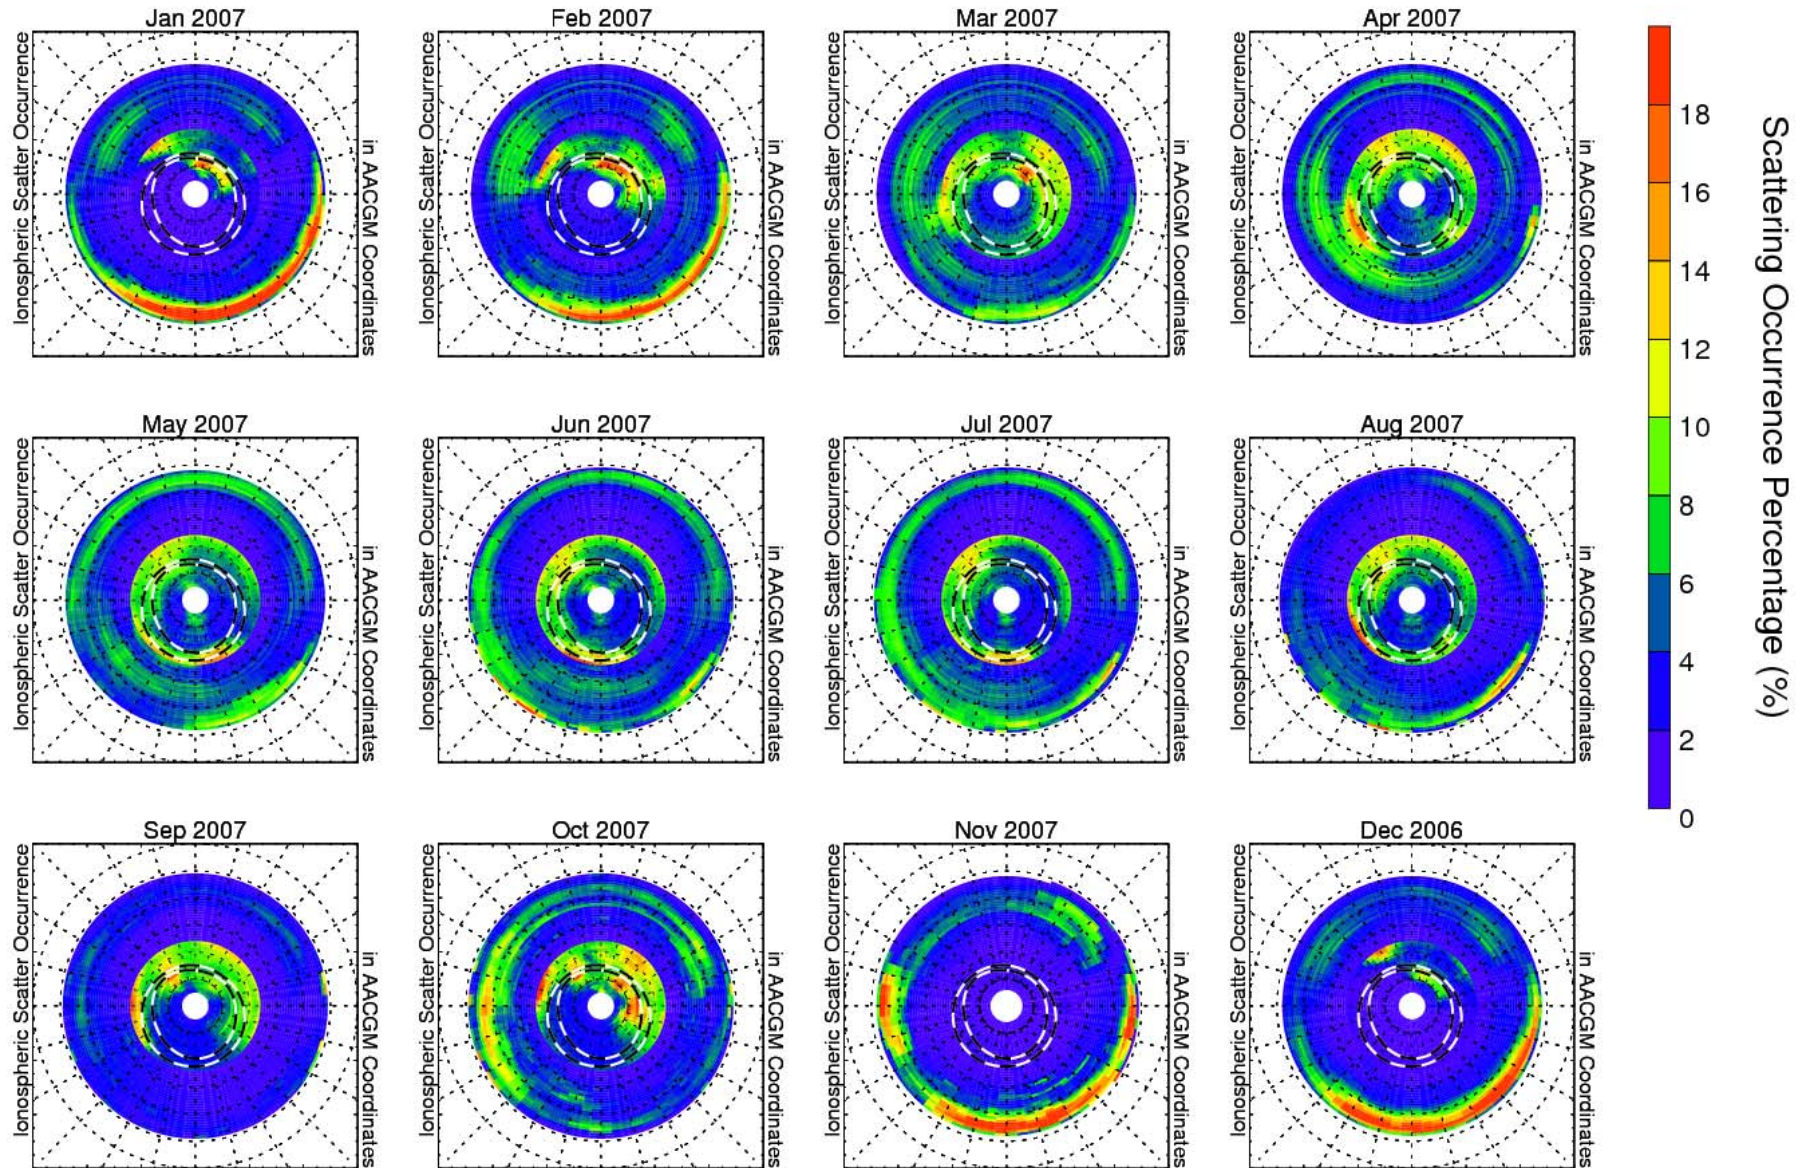 Jan 2007
Feb 2007
Mar 2007
Apr 2007
Ionospheric Scatter Occurrence
in AACGM Coordinates
Ionospheric Scatter Occurrence
in AACGM Coordinates
Ionospheric Scatter Occurrence
in AACGM Coordinates
Ionospheric Scatter Occurrence
in AACGM Coordinates
May 2007
Jun 2007
Jul 2007
Aug 2007
Ionospheric Scatter Occurrence
in AACGM Coordinates
Ionospheric Scatter Occurrence
in AACGM Coordinates
Ionospheric Scatter Occurrence
in AACGM Coordinates
Ionospheric Scatter Occurrence
in AACGM Coordinates
Sep 2007
Oct 2007
Nov 2007
Dec 2006
Ionospheric Scatter Occurrence
in AACGM Coordinates
Ionospheric Scatter Occurrence
in AACGM Coordinates
Ionospheric Scatter Occurrence
in AACGM Coordinates
Ionospheric Scatter Occurrence
in AACGM Coordinates
18
16
14
12
10
8
6
4
2
0
Scattering Occurrence Percentage (%)